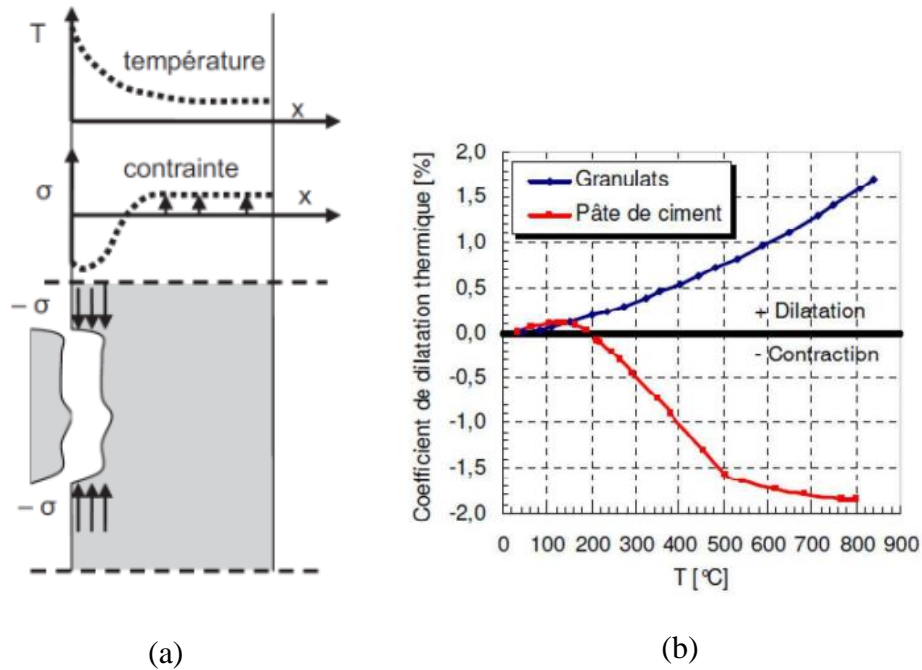 T
température
x
contrainte
σ
x
– σ
– σ
(a)
Coefficient de dilatation thermique [%]
2,0
1,5
1,0
0,5
0,0
-0,5
-1,0
-1,5
-2,0
Granulats
Pâte de ciment
+ Dilatation
- Contraction
0 100 200 300 400 500 600 700 800 900
T [ °C]
(b)